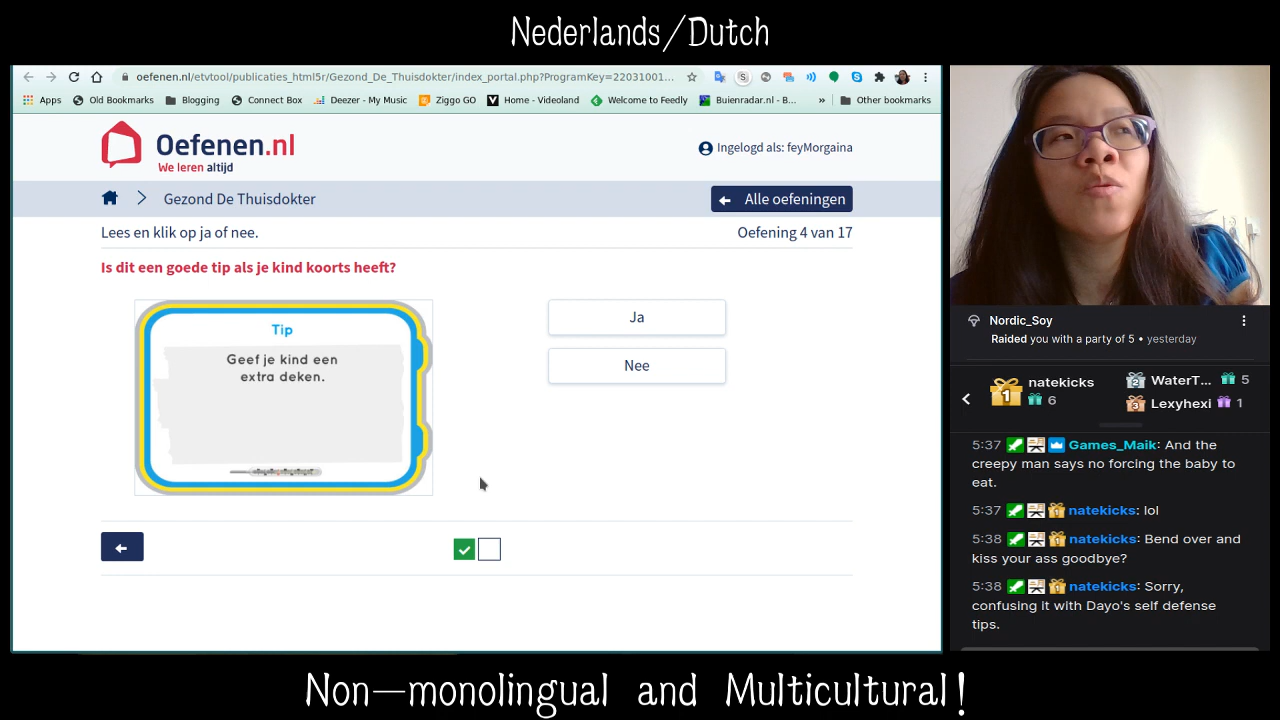 Nederlands/Dutch
oefenen.nl/etvtool/publicaties_html5r/Gezond_De_Thuisdokter/index_portal.php?ProgramKey=22031001...
Apps Old Bookmarks Blogging Connect Box Deezer - My Music Ziggo GO Home - Videoland Welcome to Feedly Buienradar.nl - B... » Other bookmarks
Oefenen.nl
We leren altijd
Ingelogd als: feyMorgaina
Gezond De Thuisdokter
Alle oefeningen
Lees en klik op ja of nee.
Oefening 4 van 17
Is dit een goede tip als je kind koorts heeft?
Tip
Geef je kind een
extra deken.
Ja
Nee
Nordic_Soy
Raided you with a party of 5 • yesterday
1 natekicks
6
2 WaterT... 5
3 Lexyhexi 1
5:37 Games_Maik: And the
creepy man says no forcing the baby to
eat.
5:37 natekicks: lol
5:38 natekicks: Bend over and
kiss your ass goodbye?
5:38 natekicks: Sorry,
confusing it with Dayo's self defense
tips.
Non-monolingual and Multicultural!